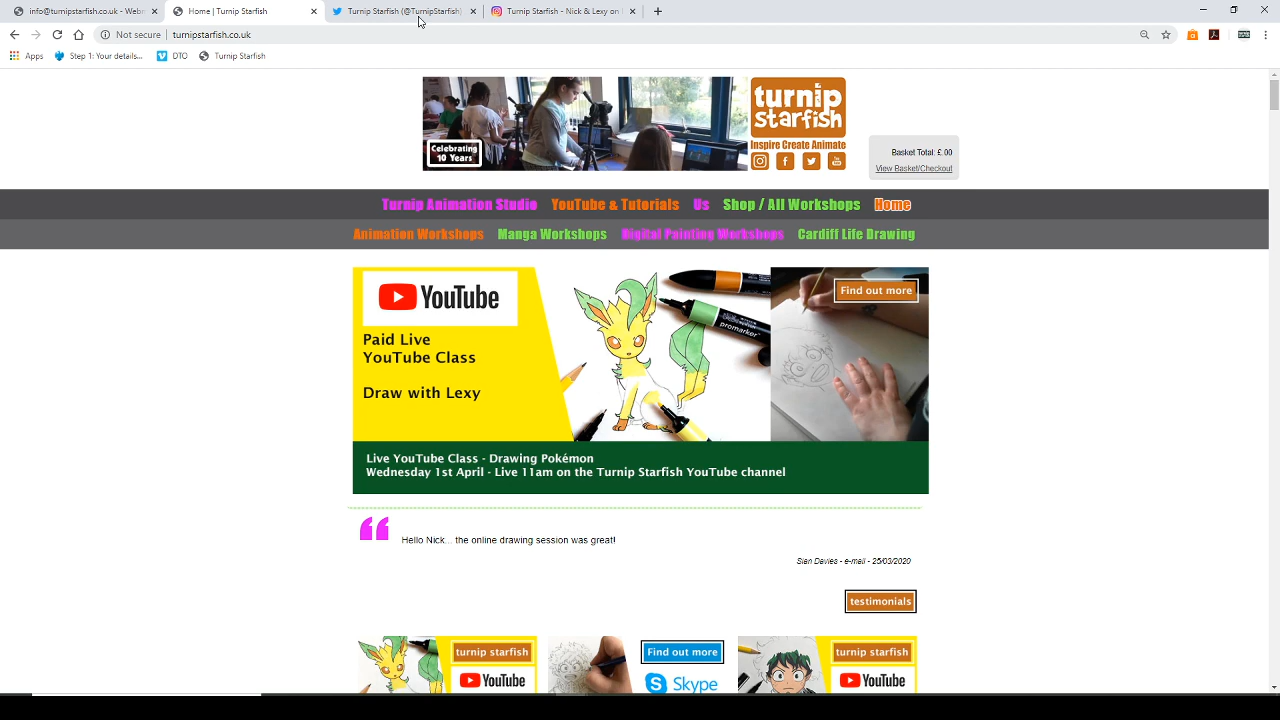 info@turnipstarfish.co.uk - Web
Home | Turnip Starfish
Turnip Starfish (@TurnipStarfish)
Turnip Starfish - Nick & Lexy on
Not secure | turnipstarfish.co.uk
Apps
Step 1: Your details...
DTO
Turnip Starfish
Celebrating
10 Years
turnip
starfish
Inspire Create Animate
Basket Total: £.00
View Basket/Checkout
Turnip Animation Studio
YouTube & Tutorials
Us
Shop / All Workshops
Home
Animation Workshops
Manga Workshops
Digital Painting Workshops
Cardiff Life Drawing
YouTube
Paid Live
YouTube Class
Draw with Lexy
promarker
Find out more
Live YouTube Class - Drawing Pokémon
Wednesday 1st April - Live 11am on the Turnip Starfish YouTube channel
Hello Nick... the online drawing session was great!
Sian Davies - e-mail - 25/03/2020
testimonials
turnip starfish
YouTube
Find out more
Skype
turnip starfish
YouTube